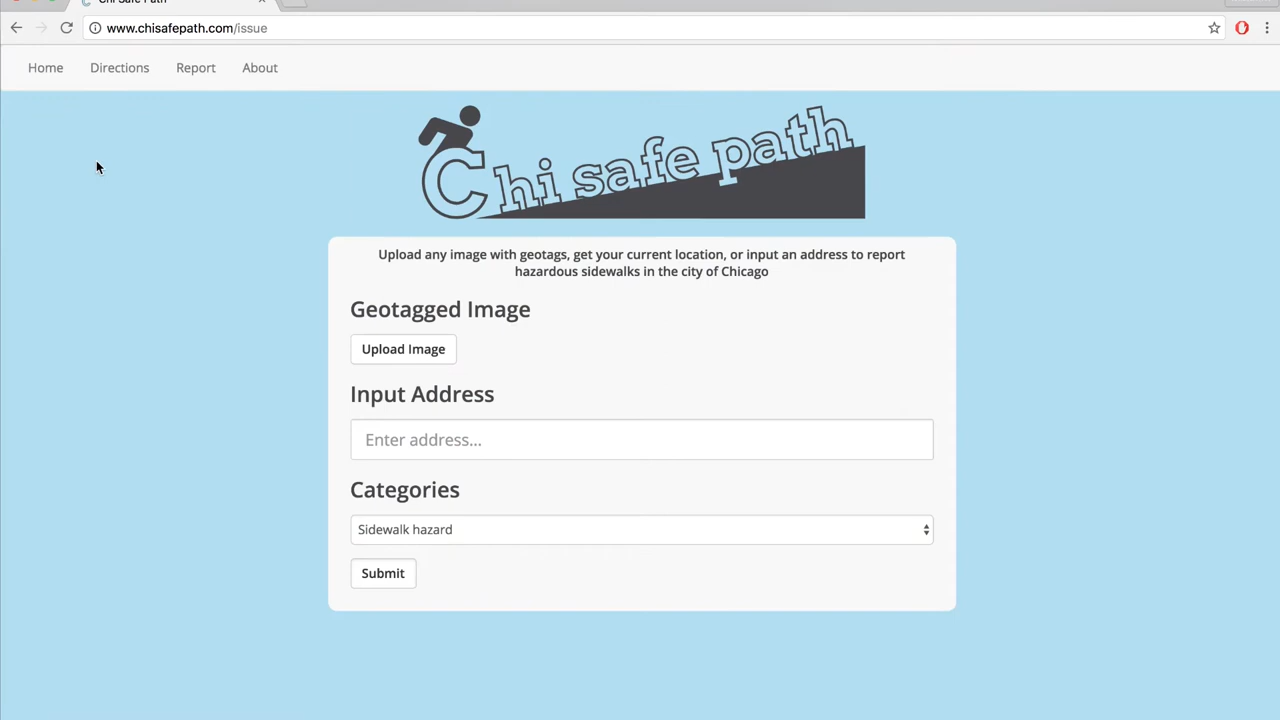 Chi Safe Path
www.chisafepath.com/issue
Home Directions Report About
Chi safe path
Upload any image with geotags, get your current location, or input an address to report
hazardous sidewalks in the city of Chicago
Geotagged Image
Upload Image
Input Address
Enter address...
Categories
Sidewalk hazard
Submit